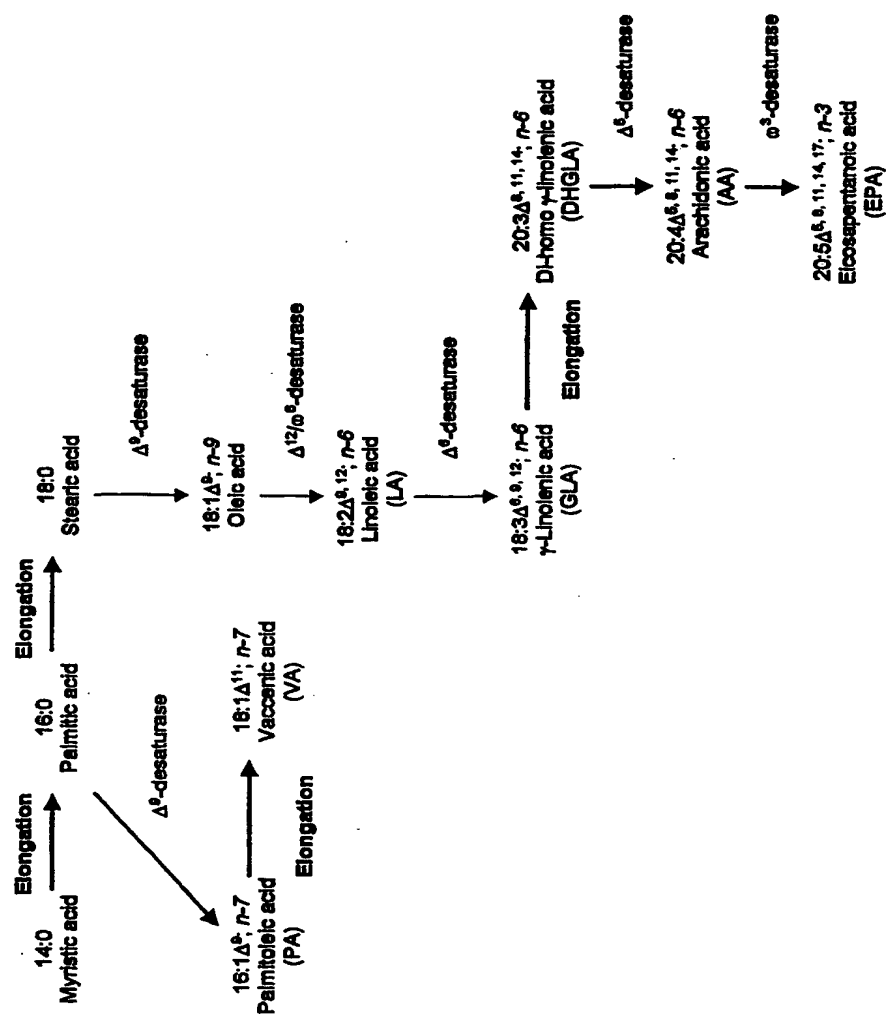 14:0
Myristic acid
Elongation
16:0
Palmitic acid
Elongation
18:0
Stearic acid
Δ⁹-desaturase
Δ⁹-desaturase
16:1Δ⁹; n-7
Palmitoleic acid
(PA)
Elongation
18:1Δ¹¹; n-7
Vaccenic acid
(VA)
18:1Δ⁹; n-9
Oleic acid
Δ¹²/ω⁶-desaturase
18:2Δ⁹, ¹²; n-6
Linoleic acid
(LA)
Δ⁶-desaturase
18:3Δ⁶, ⁹, ¹²; n-6
γ-Linolenic acid
(GLA)
Elongation
20:3Δ⁸, ¹¹, ¹⁴; n-6
Di-homo γ-linolenic acid
(DHGLA)
Δ⁵-desaturase
20:4Δ⁵, ⁸, ¹¹, ¹⁴; n-6
Arachidonic acid
(AA)
ω³-desaturase
20:5Δ⁵, ⁸, ¹¹, ¹⁴, ¹⁷; n-3
Eicosapentanoic acid
(EPA)